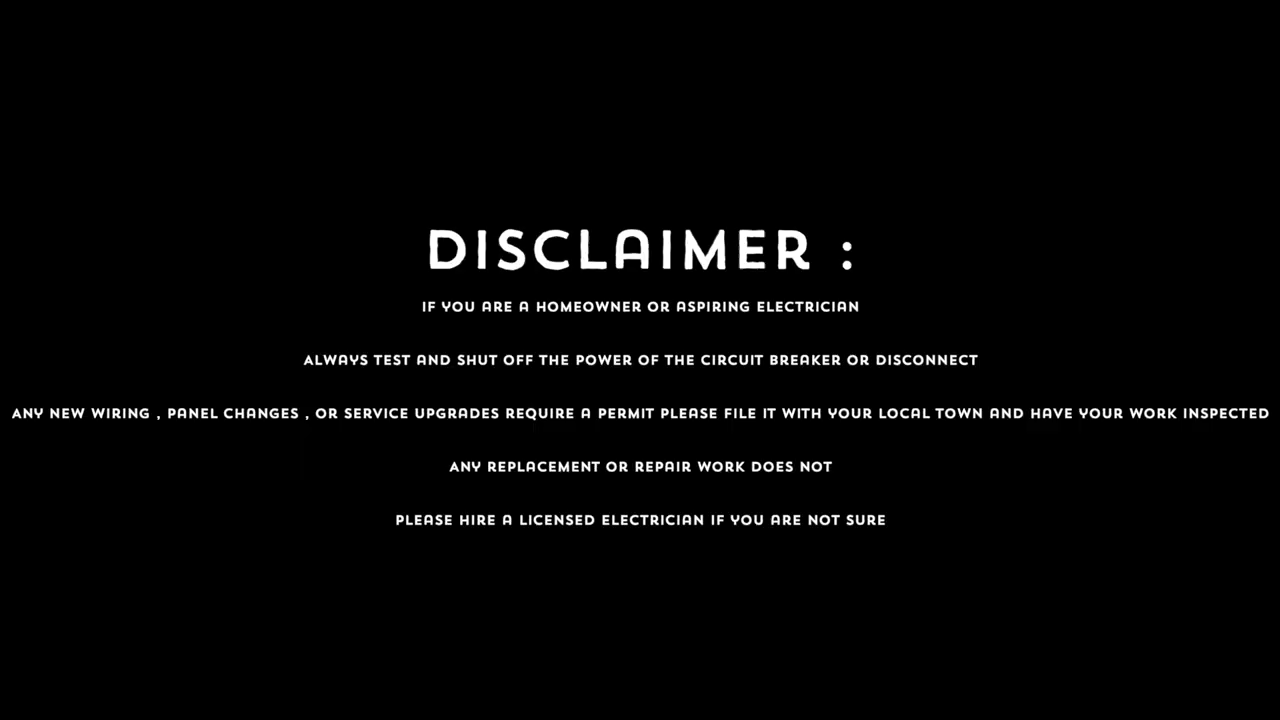 DISCLAIMER :
IF YOU ARE A HOMEOWNER OR ASPIRING ELECTRICIAN
ALWAYS TEST AND SHUT OFF THE POWER OF THE CIRCUIT BREAKER OR DISCONNECT
ANY NEW WIRING , PANEL CHANGES , OR SERVICE UPGRADES REQUIRE A PERMIT PLEASE FILE IT WITH YOUR LOCAL TOWN AND HAVE YOUR WORK INSPECTED
ANY REPLACEMENT OR REPAIR WORK DOES NOT
PLEASE HIRE A LICENSED ELECTRICIAN IF YOU ARE NOT SURE